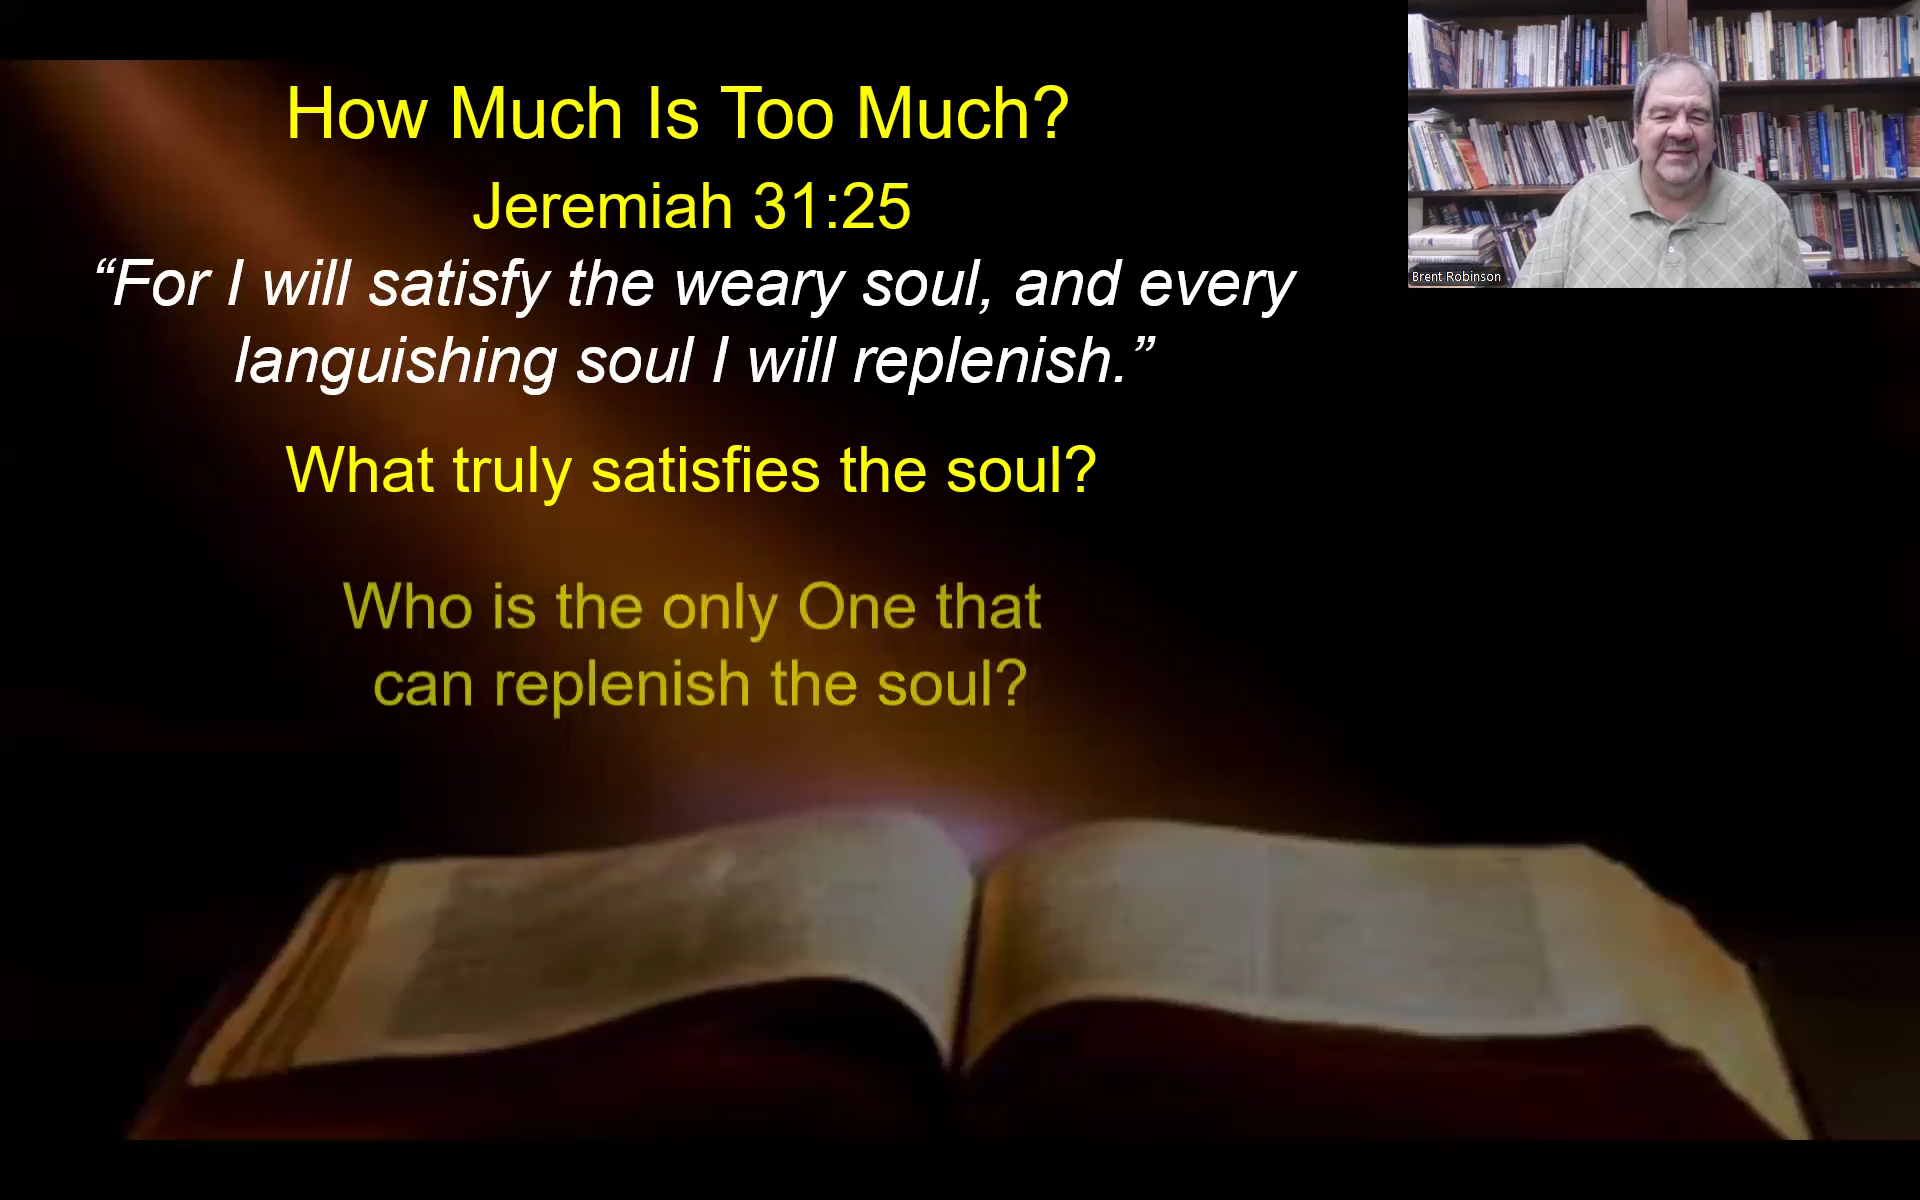 How Much Is Too Much?
Jeremiah 31:25
“For I will satisfy the weary soul, and every
languishing soul I will replenish.”
What truly satisfies the soul?
Who is the only One that
can replenish the soul?
Brent Robinson